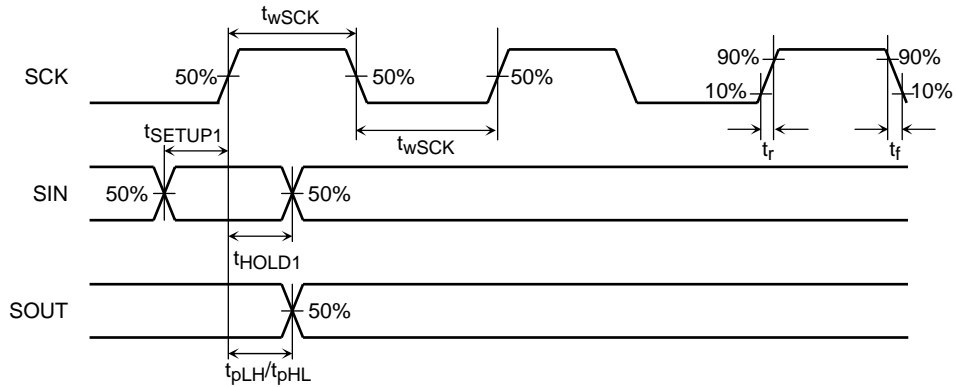 twSCK
SCK
50%
50%
50%
90%
90%
10%
10%
tSETUP1
twSCK
tr
tf
SIN
50%
50%
tHOLD1
SOUT
50%
tpLH/tpHL